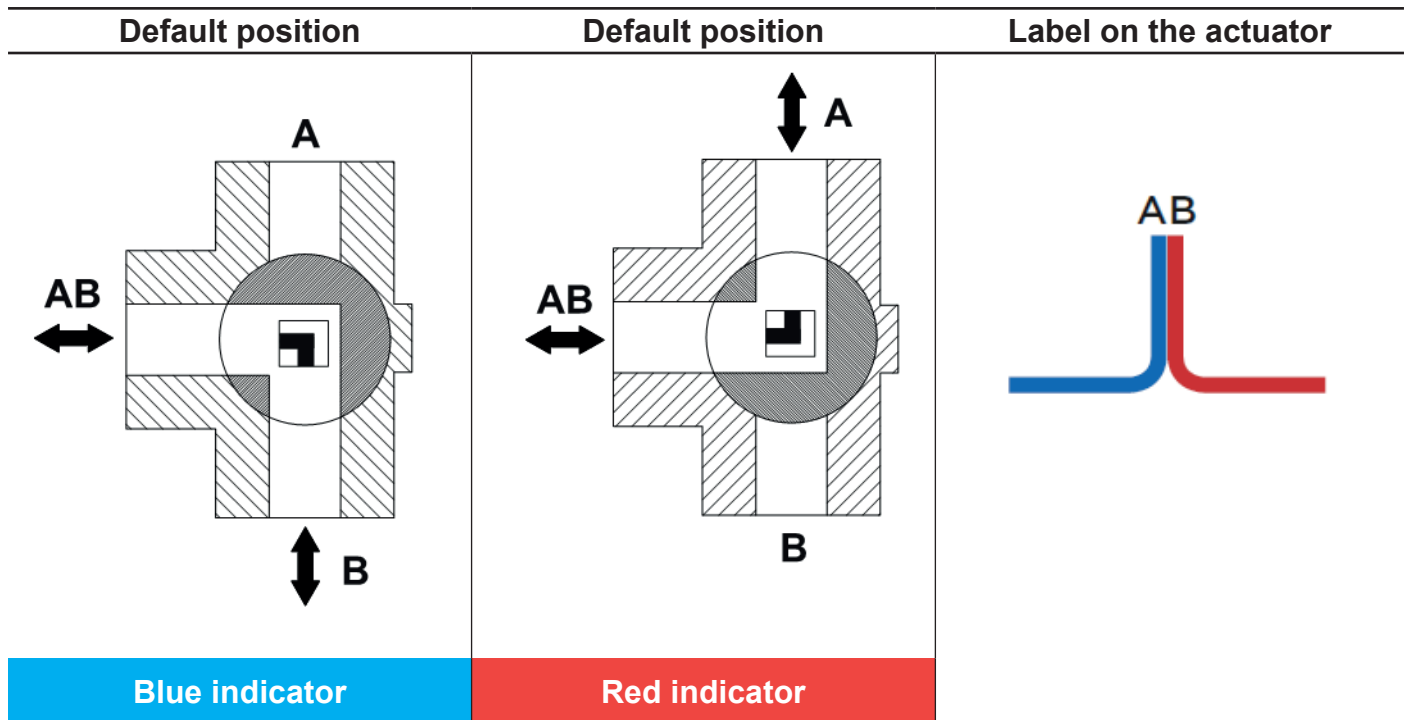 Default position
Default position
Label on the actuator
A
AB
B
A
AB
B
AB
Blue indicator
Red indicator